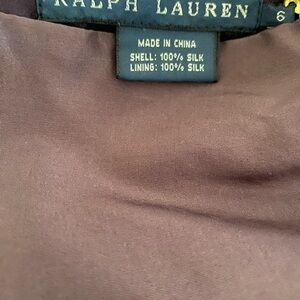 RALPH LAUREN
6
MADE IN CHINA
SHELL: 100% SILK
LINING: 100% SILK